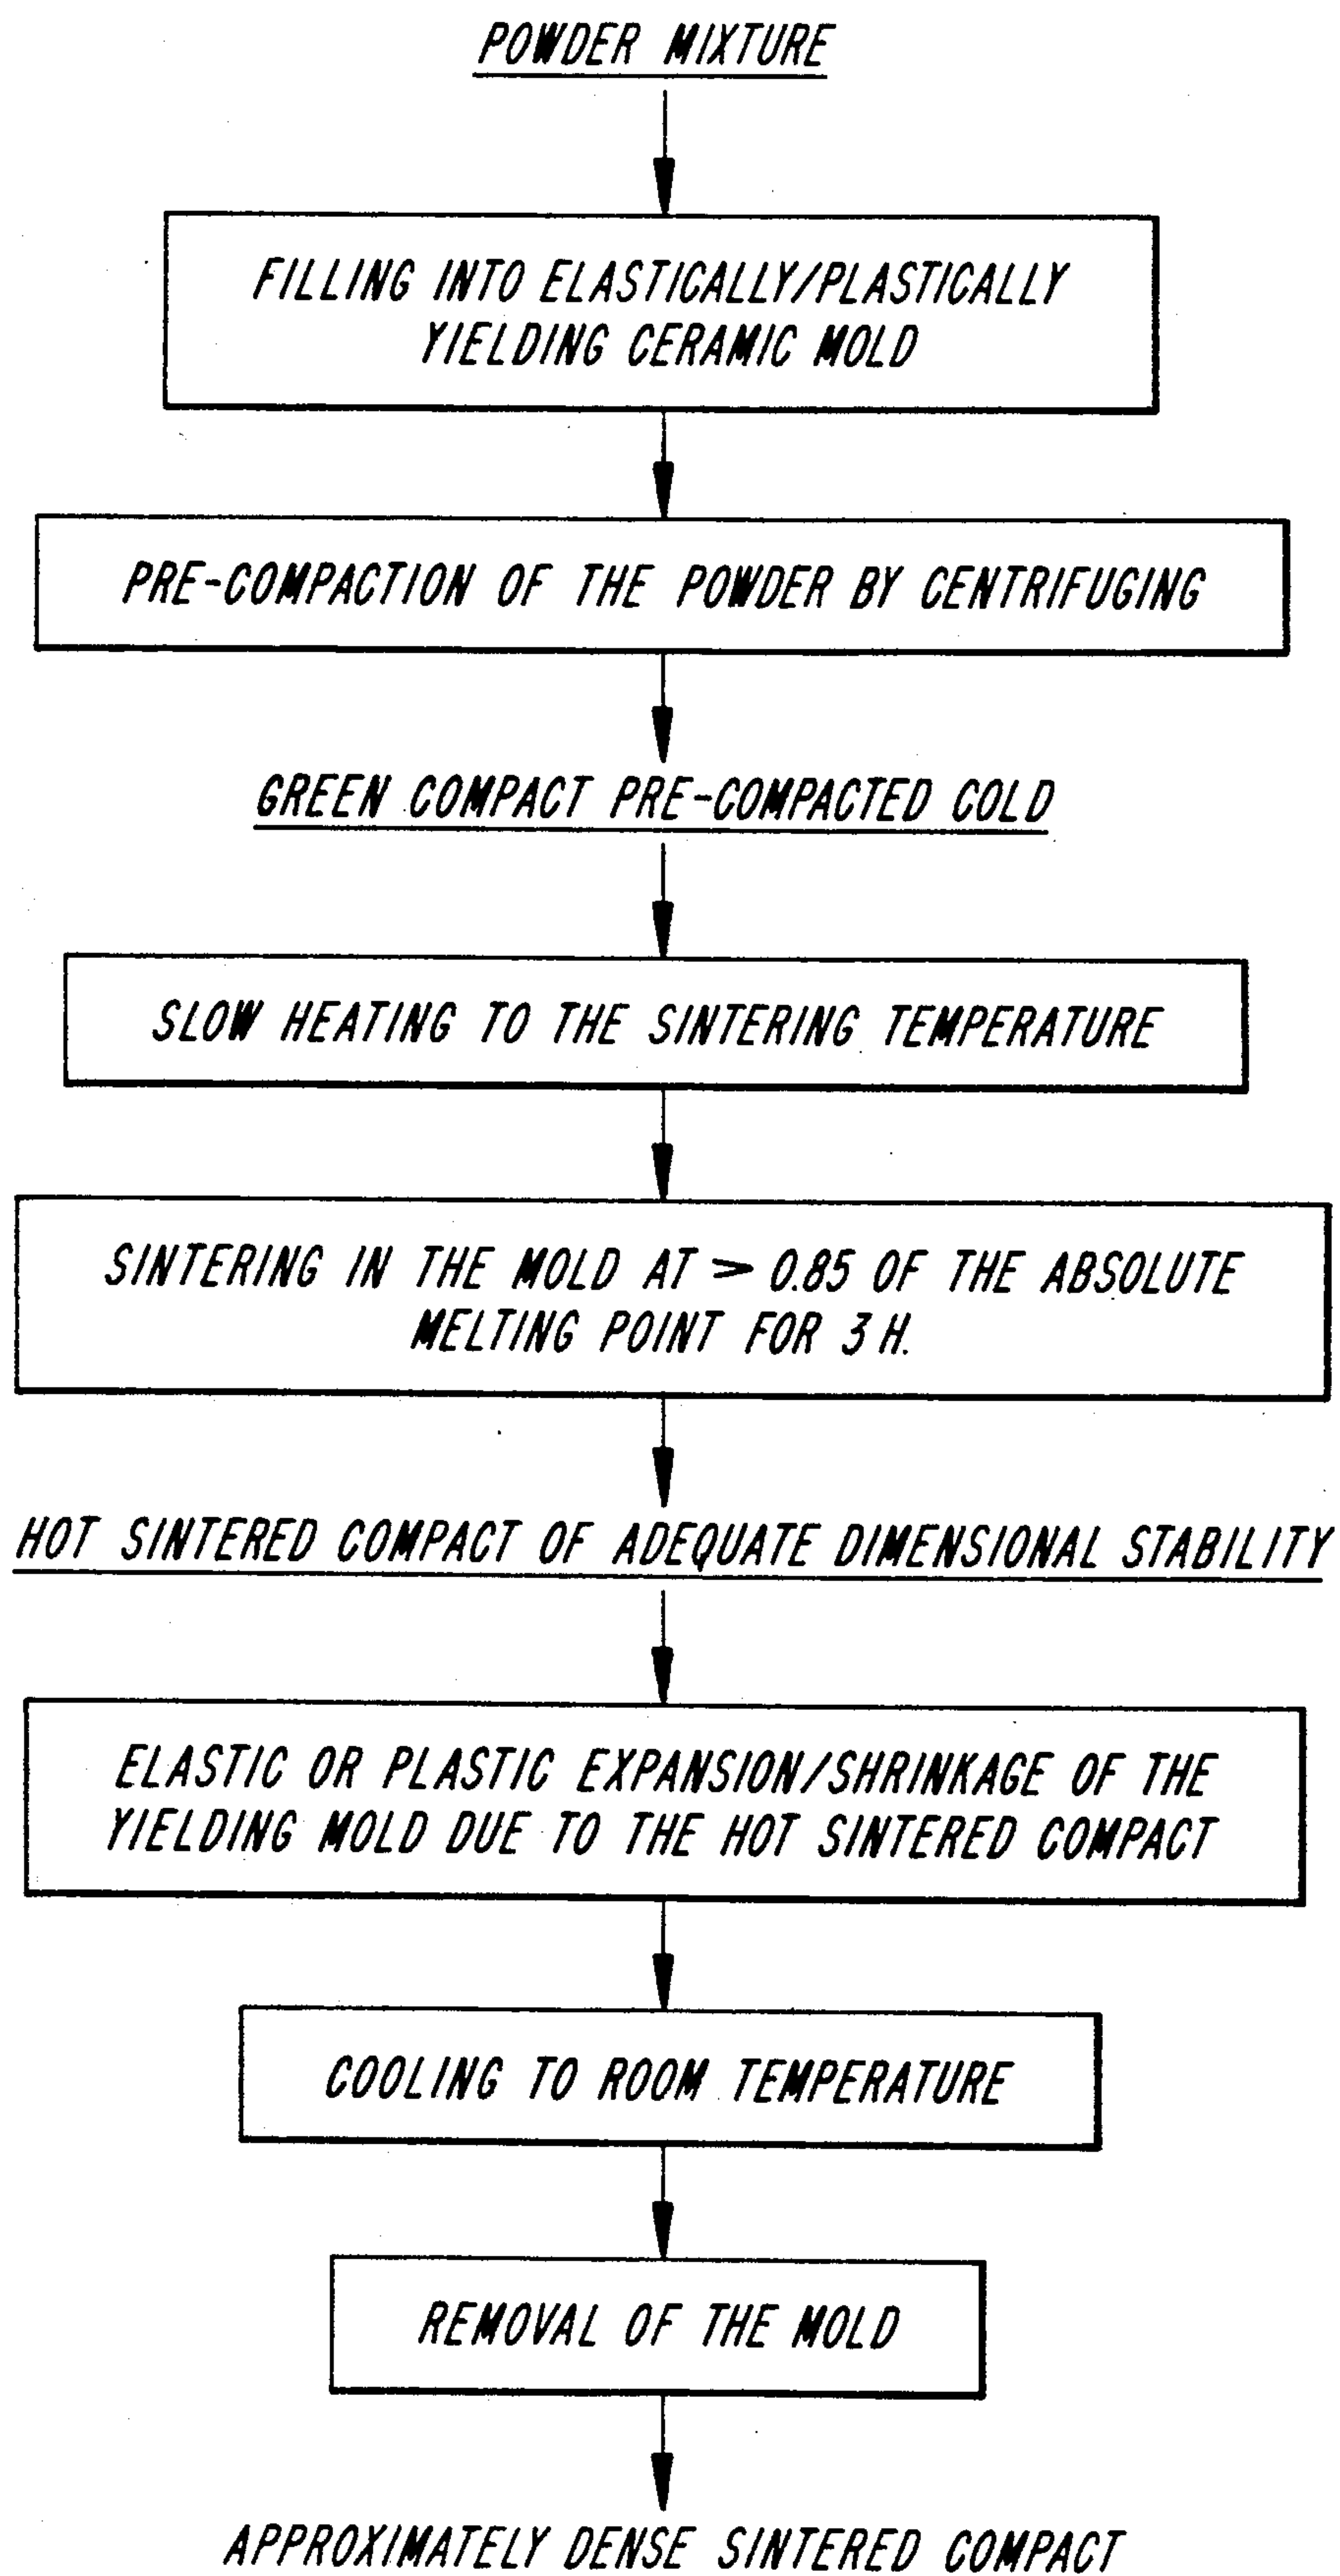 POWDER MIXTURE
FILLING INTO ELASTICALLY/PLASTICALLY
YIELDING CERAMIC MOLD
PRE-COMPACTION OF THE POWDER BY CENTRIFUGING
GREEN COMPACT PRE-COMPACTED COLD
SLOW HEATING TO THE SINTERING TEMPERATURE
SINTERING IN THE MOLD AT > 0.85 OF THE ABSOLUTE
MELTING POINT FOR 3 H.
HOT SINTERED COMPACT OF ADEQUATE DIMENSIONAL STABILITY
ELASTIC OR PLASTIC EXPANSION/SHRINKAGE OF THE
YIELDING MOLD DUE TO THE HOT SINTERED COMPACT
COOLING TO ROOM TEMPERATURE
REMOVAL OF THE MOLD
APPROXIMATELY DENSE SINTERED COMPACT